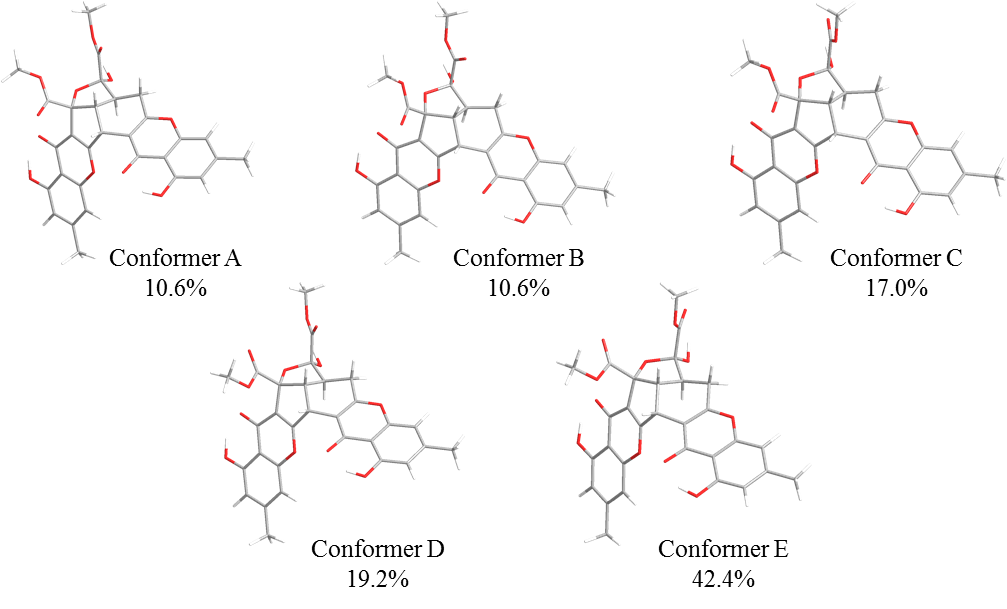 Conformer A
10.6%
Conformer B
10.6%
Conformer C
17.0%
Conformer D
19.2%
Conformer E
42.4%